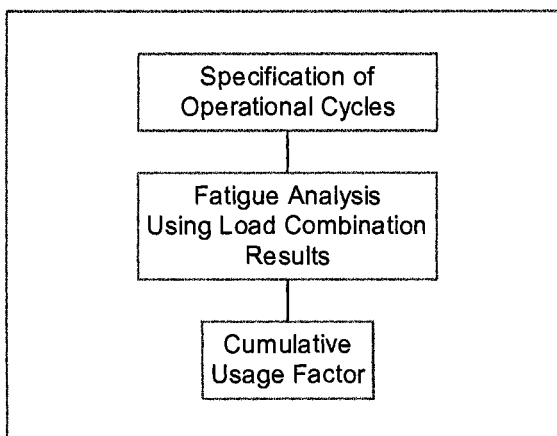 Specification of
Operational Cycles
Fatigue Analysis
Using Load Combination
Results
Cumulative
Usage Factor